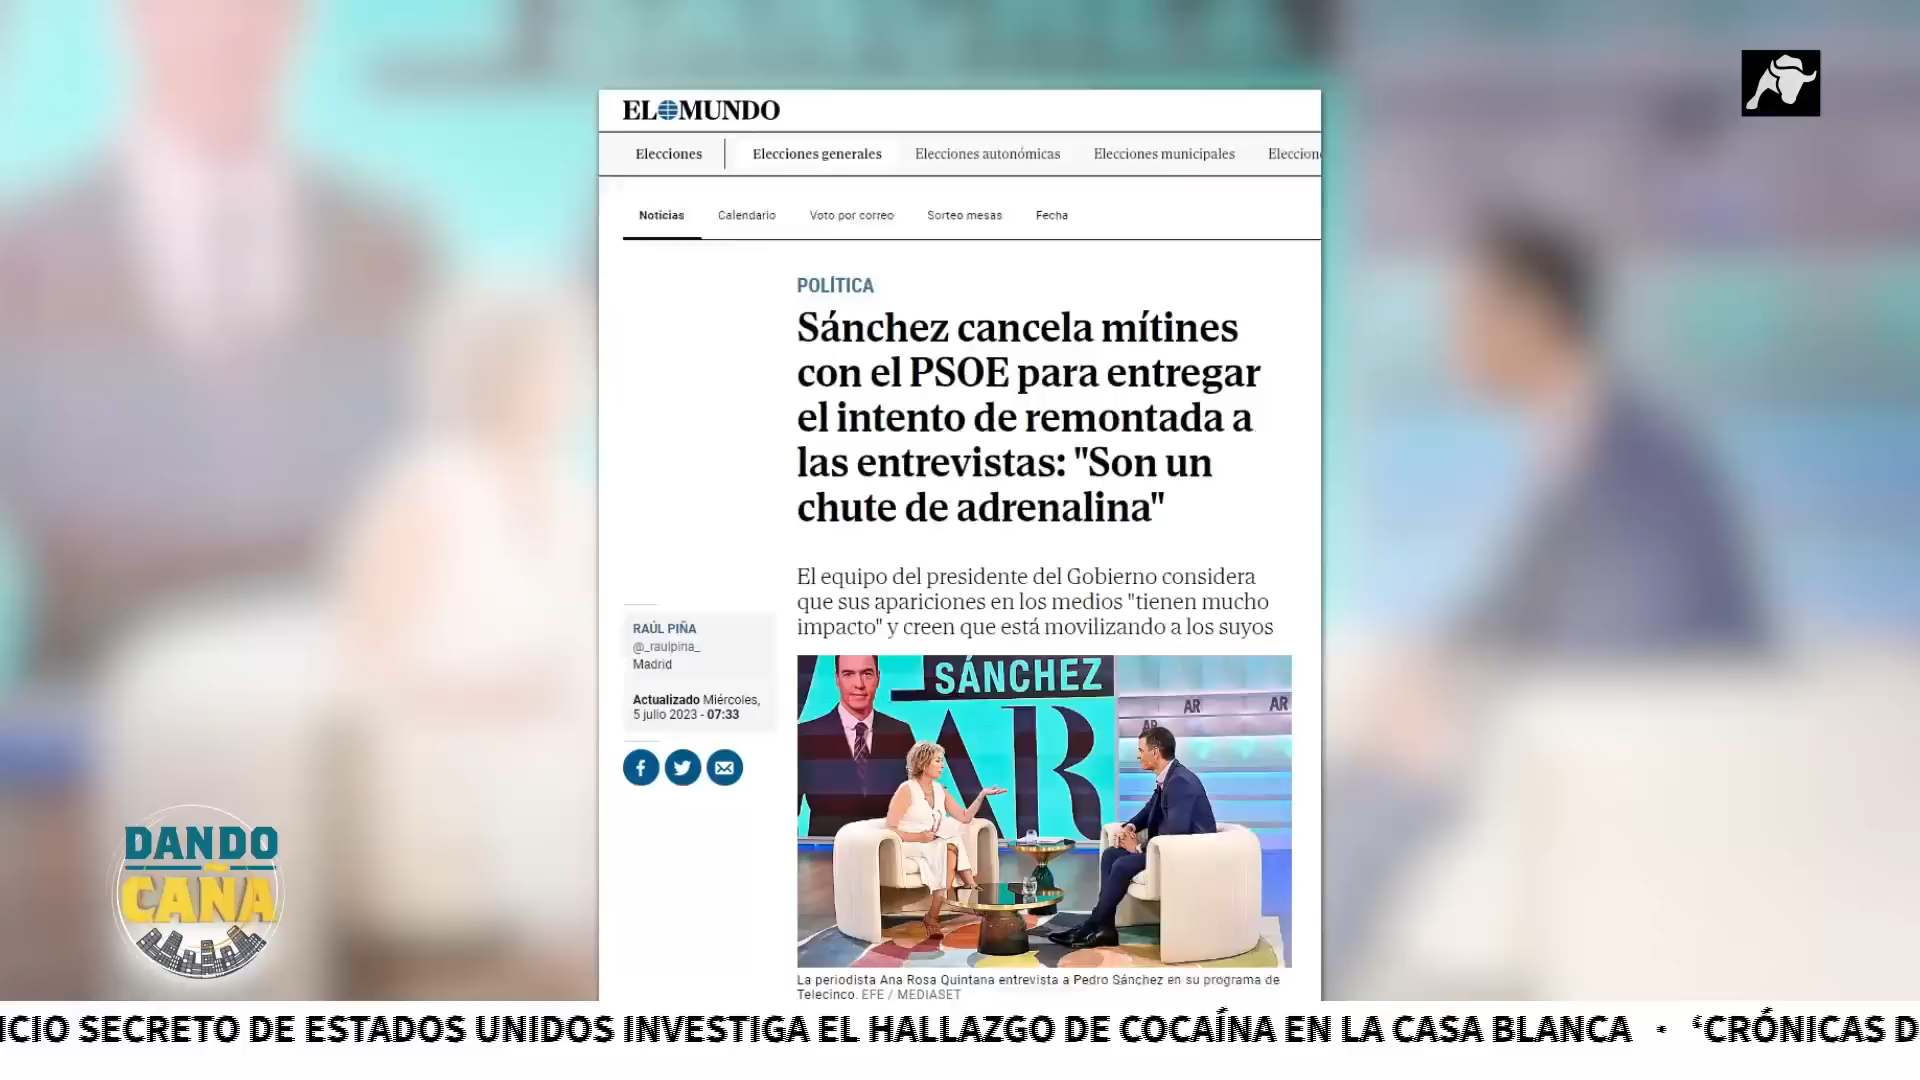 EL MUNDO
Elecciones
Elecciones generales
Elecciones autonómicas
Elecciones municipales
Eleccion
Noticias
Calendario
Voto por correo
Sorteo mesas
Fecha
POLÍTICA
Sánchez cancela mítines
con el PSOE para entregar
el intento de remontada a
las entrevistas: "Son un
chute de adrenalina"
El equipo del presidente del Gobierno considera
que sus apariciones en los medios "tienen mucho
impacto" y creen que está movilizando a los suyos
RAÚL PIÑA
@_raulpina_
Madrid
Actualizado Miércoles,
5 julio 2023 - 07:33
SÁNCHEZ
AR
AR
AR
AR
La periodista Ana Rosa Quintana entrevista a Pedro Sánchez en su programa de
Telecinco. EFE / MEDIASET
DANDO
CAÑA
ICIO SECRETO DE ESTADOS UNIDOS INVESTIGA EL HALLAZGO DE COCAÍNA EN LA CASA BLANCA · ‘CRÓNICAS D